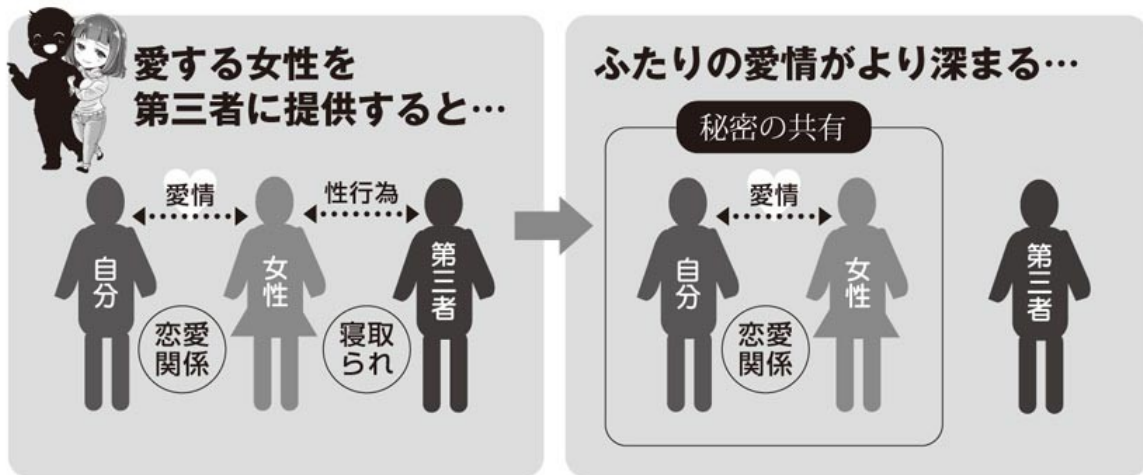 愛する女性を
第三者に提供すると…
愛情
性行為
自分
女性
第三者
恋愛
関係
寝取
られ
ふたりの愛情がより深まる…
秘密の共有
愛情
自分
女性
第三者
恋愛
関係